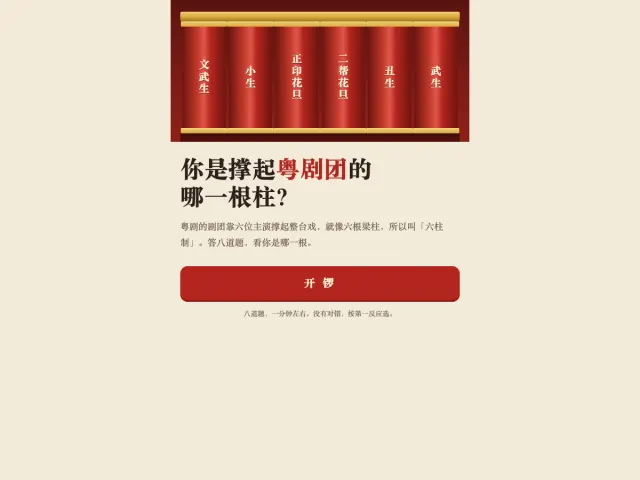 文武生
小生
正印花旦
二帮花旦
丑生
武生
你是撑起粤剧团的
哪一根柱？
粤剧的剧团靠六位主演撑起整台戏，就像六根梁柱，所以叫「六柱
制」。答八道题，看你是哪一根。
开锣
八道题，一分钟左右，没有对错，按第一反应选。